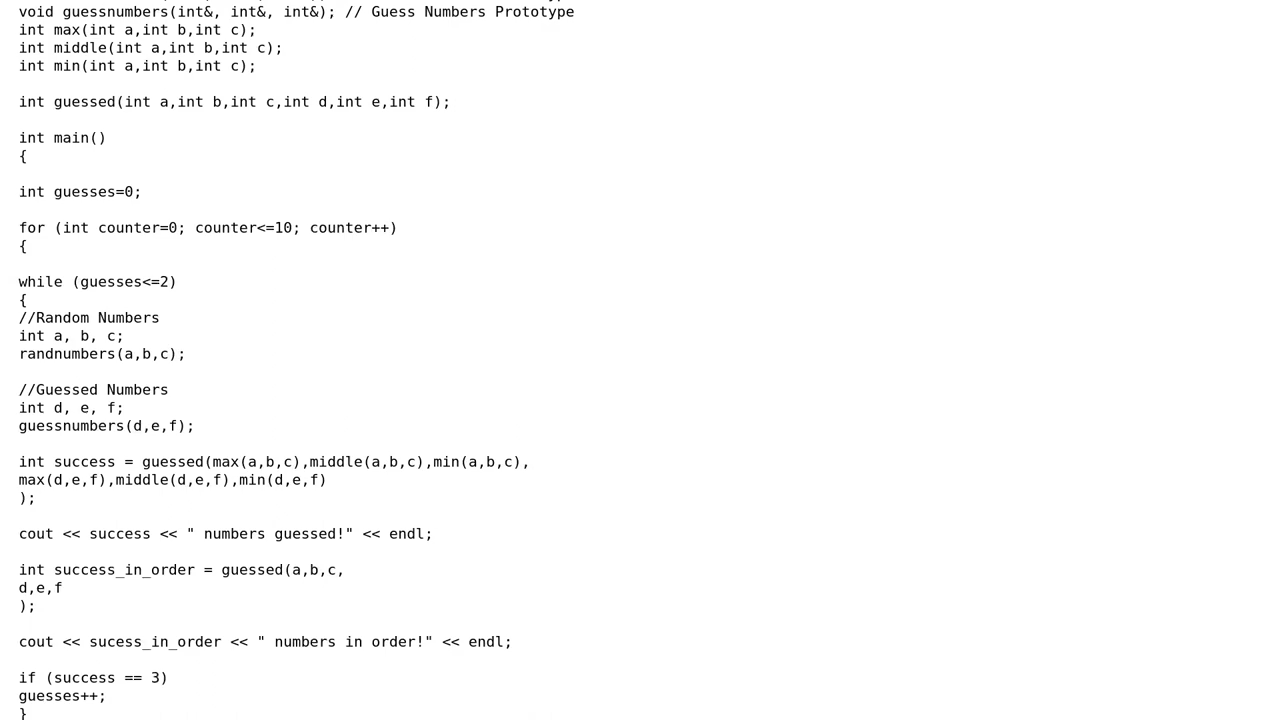 void guessnumbers(int&, int&, int&); // Guess Numbers Prototype
int max(int a,int b,int c);
int middle(int a,int b,int c);
int min(int a,int b,int c);
int guessed(int a,int b,int c,int d,int e,int f);
int main()
{
int guesses=0;
for (int counter=0; counter<=10; counter++)
{
while (guesses<=2)
{
//Random Numbers
int a, b, c;
randnumbers(a,b,c);
//Guessed Numbers
int d, e, f;
guessnumbers(d,e,f);
int success = guessed(max(a,b,c),middle(a,b,c),min(a,b,c),
max(d,e,f),middle(d,e,f),min(d,e,f)
);
cout << success << " numbers guessed!" << endl;
int success_in_order = guessed(a,b,c,
d,e,f
);
cout << sucess_in_order << " numbers in order!" << endl;
if (success == 3)
guesses++;
}